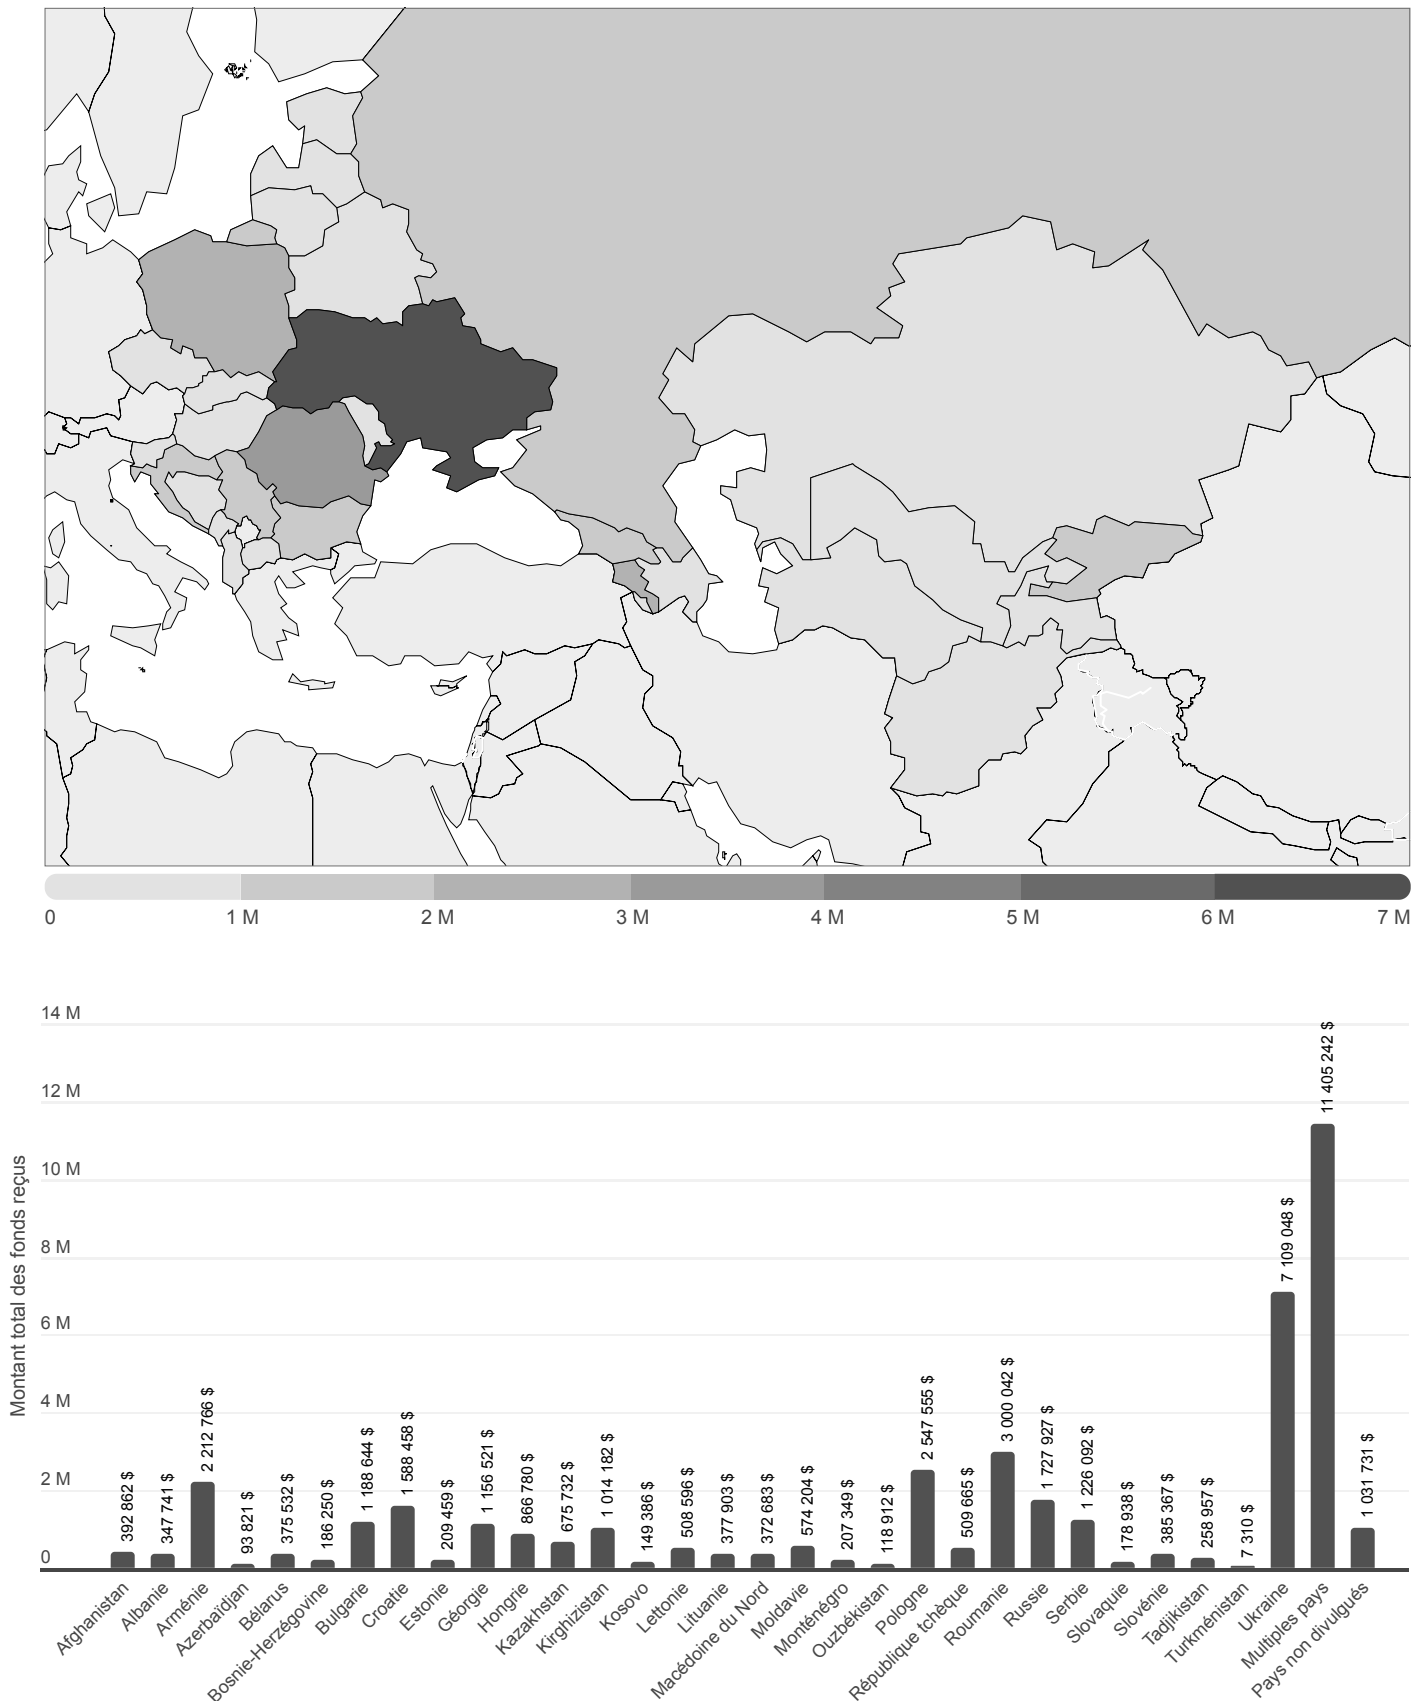 0
1 M
2 M
3 M
4 M
5 M
6 M
7 M
Montant total des fonds reçus
14 M
12 M
10 M
8 M
6 M
4 M
2 M
0
392 862 $
347 741 $
2 212 766 $
93 821 $
375 532 $
186 250 $
1 188 644 $
1 588 458 $
209 459 $
1 156 521 $
866 780 $
675 732 $
1 014 182 $
149 386 $
508 596 $
377 903 $
372 683 $
574 204 $
207 349 $
118 912 $
2 547 555 $
509 665 $
3 000 042 $
1 727 927 $
1 226 092 $
178 938 $
385 367 $
258 957 $
7 310 $
7 109 048 $
11 405 242 $
1 031 731 $
Afghanistan
Albanie
Arménie
Azerbaïdjan
Bélarus
Bosnie-Herzégovine
Bulgarie
Croatie
Estonie
Géorgie
Hongrie
Kazakhstan
Kirghizistan
Kosovo
Lettonie
Lituanie
Macédoine du Nord
Moldavie
Monténégro
Ouzbékistan
Pologne
République tchèque
Roumanie
Russie
Serbie
Slovaquie
Slovénie
Tadjikistan
Turkménistan
Ukraine
Multiples pays
Pays non divulgués